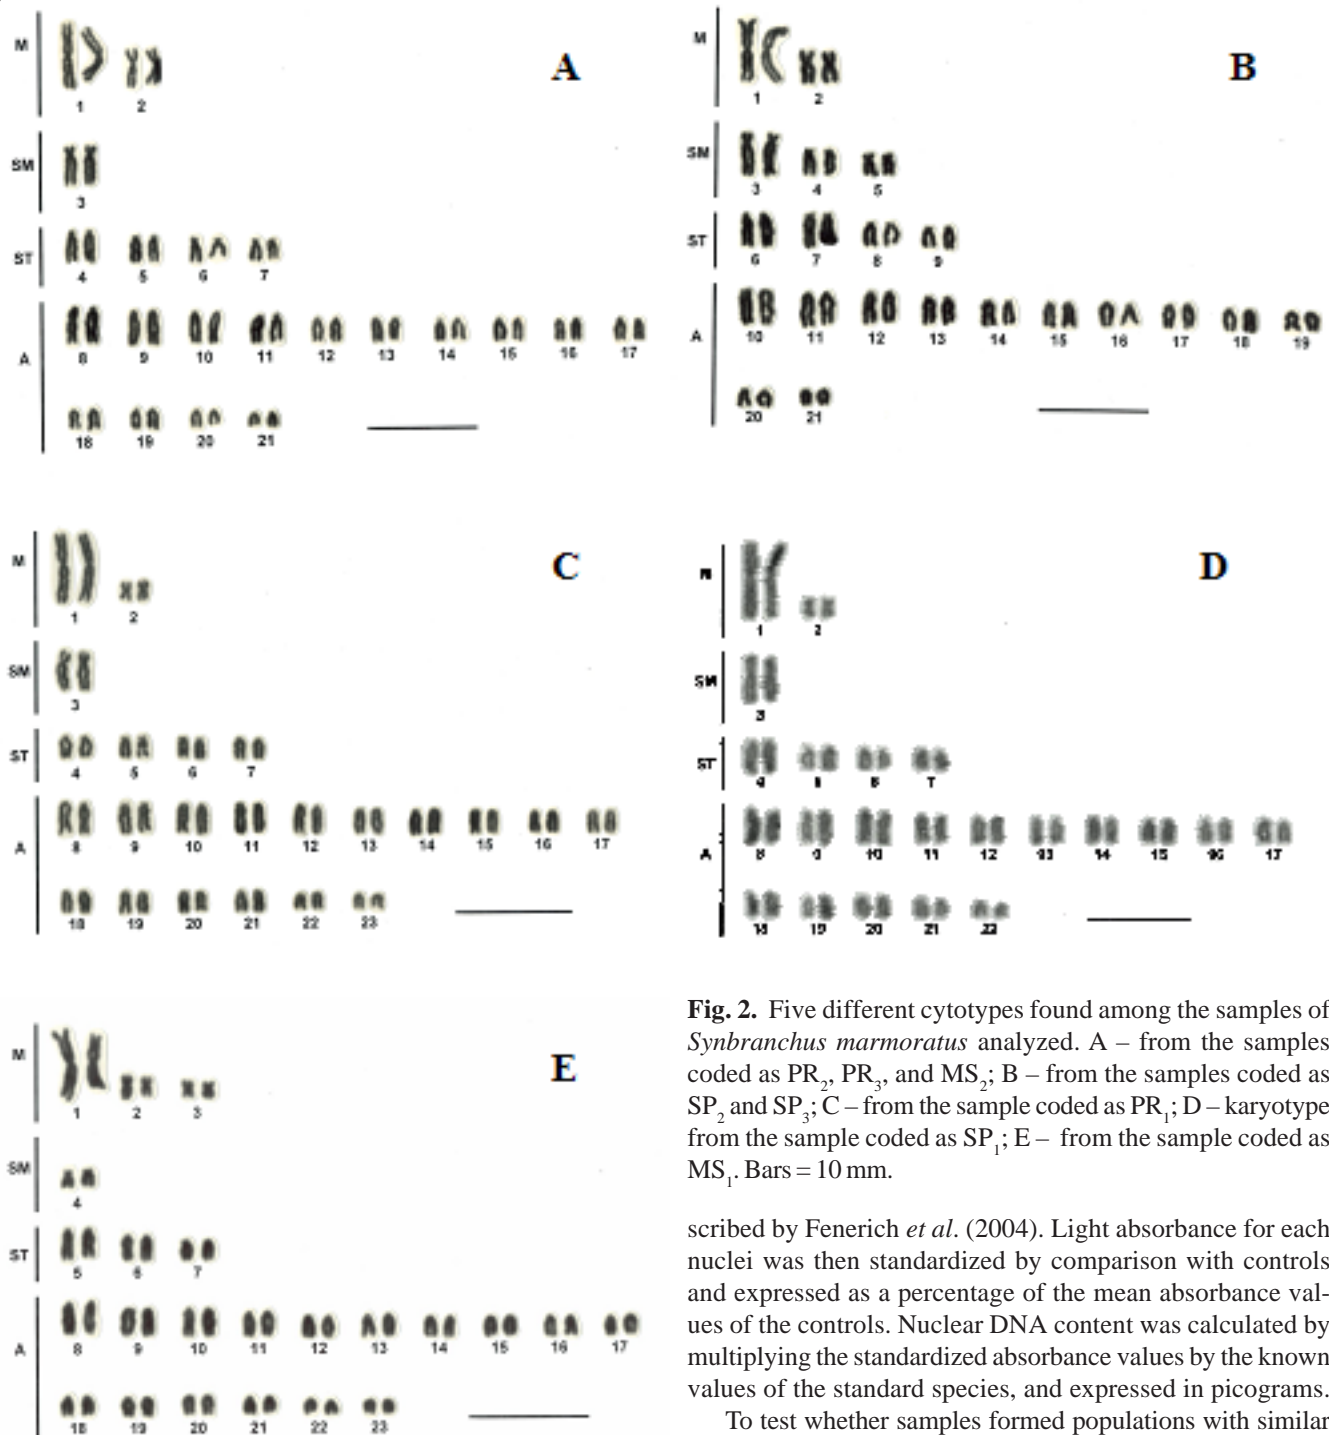 A
M
1 2
SM
3
ST
4 5 6 7
A
8 9 10 11 12 13 14 15 16 17
18 19 20 21
B
M
1 2
SM
3 4 5
ST
6 7 8 9
A
10 11 12 13 14 15 16 17 18 19
20 21
C
M
1 2
SM
3
ST
4 5 6 7
A
8 9 10 11 12 13 14 15 16 17
18 19 20 21 22 23
D
M
1 2
SM
3
ST
4 5 6 7
A
8 9 10 11 12 13 14 15 16 17
18 19 20 21 22
E
M
1 2 3
SM
4
ST
5 6 7
A
8 9 10 11 12 13 14 15 16 17
18 19 20 21 22 23
Fig. 2. Five different cytotypes found among the samples of
Synbranchus marmoratus analyzed. A – from the samples
coded as PR₂, PR₃, and MS₂; B – from the samples coded as
SP₂ and SP₃; C – from the sample coded as PR₁; D – karyotype
from the sample coded as SP₁; E – from the sample coded as
MS₁. Bars = 10 mm.
scribed by Fenerich et al. (2004). Light absorbance for each
nuclei was then standardized by comparison with controls
and expressed as a percentage of the mean absorbance val-
ues of the controls. Nuclear DNA content was calculated by
multiplying the standardized absorbance values by the known
values of the standard species, and expressed in picograms.
To test whether samples formed populations with similar